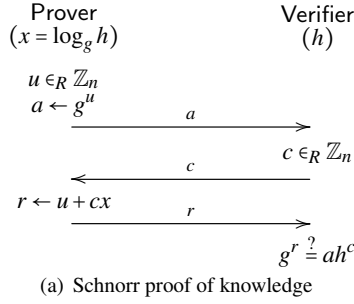 Prover Verifier
(x = log_g h) (h)
u ∈_R ℤ_n
a ← g^u
a
c ∈_R ℤ_n
c
r ← u + cx
r
g^r ≟ ah^c
(a) Schnorr proof of knowledge